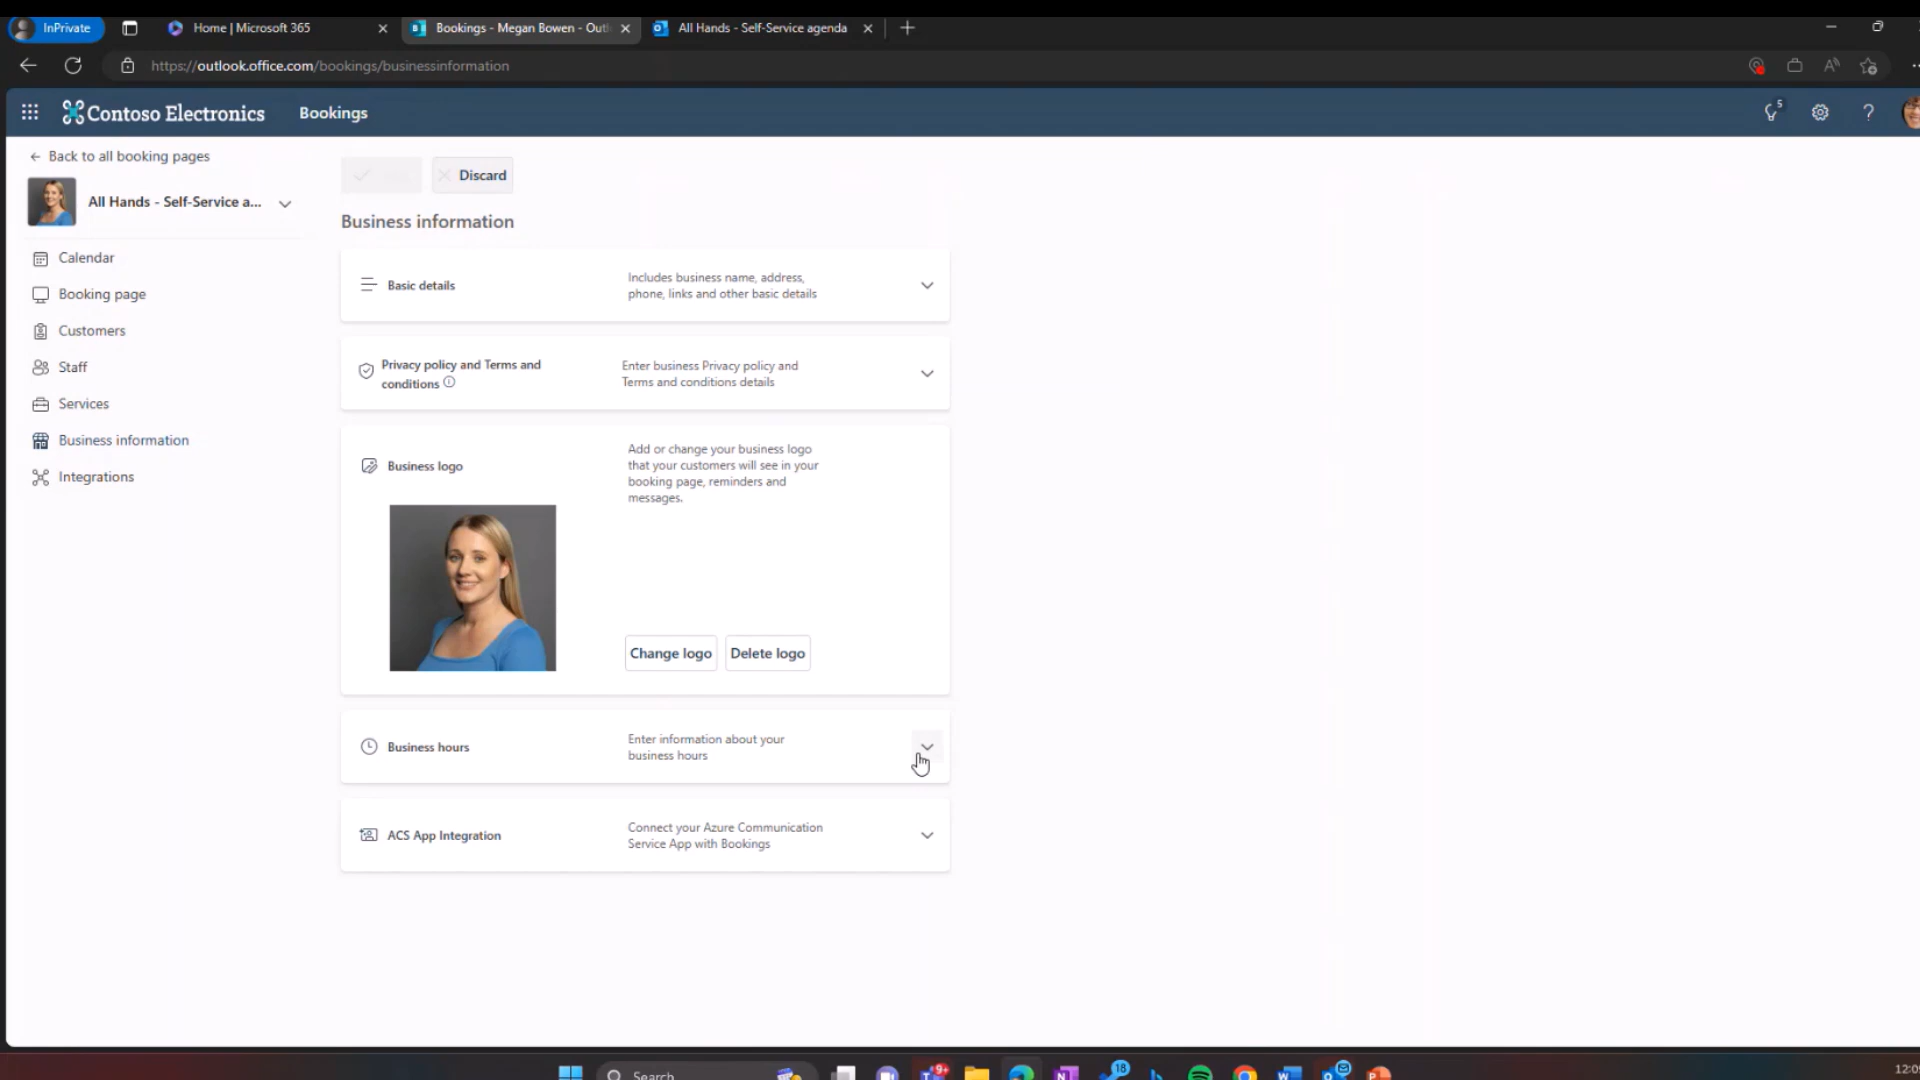 InPrivate
Home | Microsoft 365
Bookings - Megan Bowen - Outl
All Hands - Self-Service agenda
https://outlook.office.com/bookings/businessinformation
Contoso Electronics
Bookings
5
?
Back to all booking pages
All Hands - Self-Service a...
Calendar
Booking page
Customers
Staff
Services
Business information
Integrations
Discard
Business information
Basic details
Includes business name, address,
phone, links and other basic details
Privacy policy and Terms and
conditions
Enter business Privacy policy and
Terms and conditions details
Business logo
Add or change your business logo
that your customers will see in your
booking page, reminders and
messages.
Change logo
Delete logo
Business hours
Enter information about your
business hours
ACS App Integration
Connect your Azure Communication
Service App with Bookings
Search
9+
18